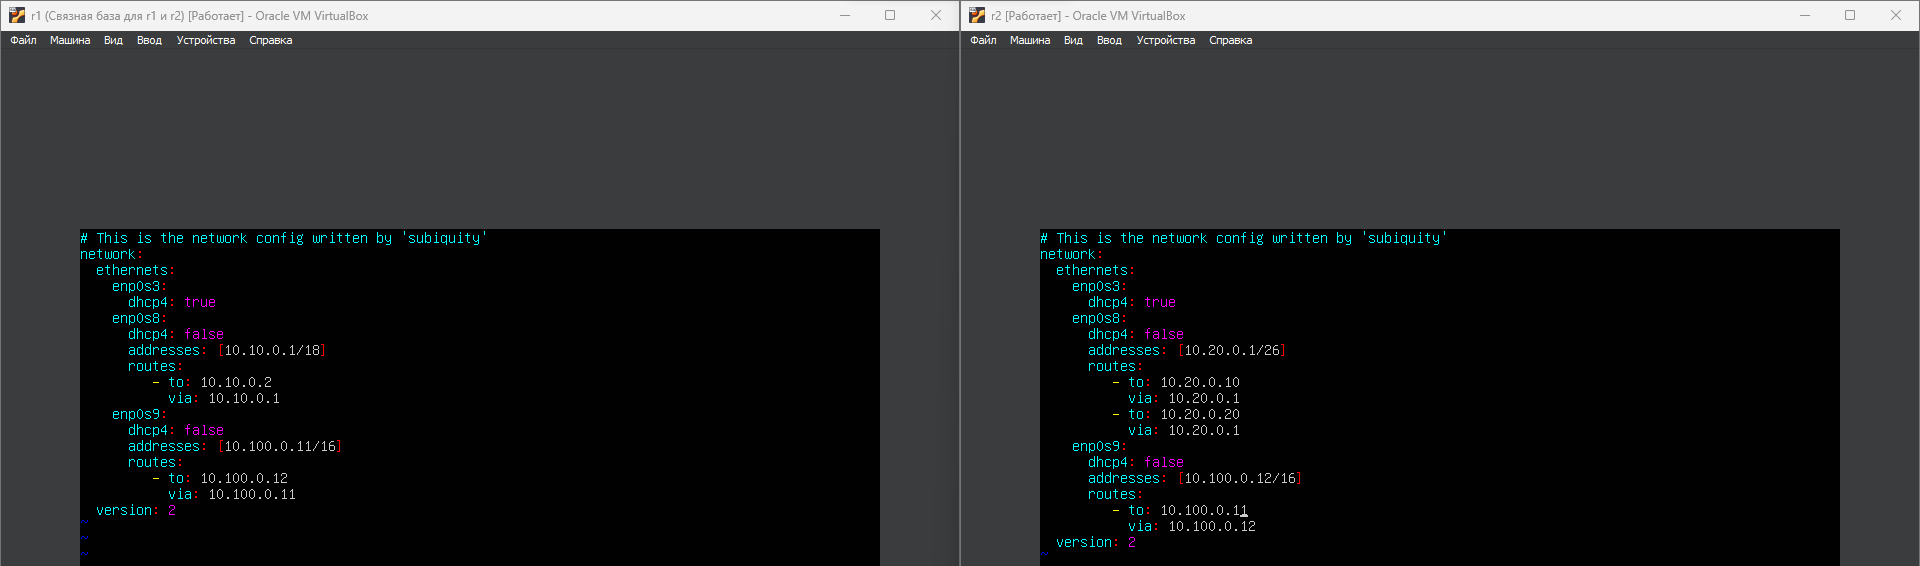 r1 (Связная база для r1 и r2) [Работает] - Oracle VM VirtualBox
Файл Машина Вид Ввод Устройства Справка
# This is the network config written by 'subiquity'
network:
  ethernets:
    enp0s3:
      dhcp4: true
    enp0s8:
      dhcp4: false
      addresses: [10.10.0.1/18]
      routes:
         - to: 10.10.0.2
           via: 10.10.0.1
    enp0s9:
      dhcp4: false
      addresses: [10.100.0.11/16]
      routes:
         - to: 10.100.0.12
           via: 10.100.0.11
  version: 2
~
~
~
r2 [Работает] - Oracle VM VirtualBox
Файл Машина Вид Ввод Устройства Справка
# This is the network config written by 'subiquity'
network:
  ethernets:
    enp0s3:
      dhcp4: true
    enp0s8:
      dhcp4: false
      addresses: [10.20.0.1/26]
      routes:
         - to: 10.20.0.10
           via: 10.20.0.1
         - to: 10.20.0.20
           via: 10.20.0.1
    enp0s9:
      dhcp4: false
      addresses: [10.100.0.12/16]
      routes:
         - to: 10.100.0.11
           via: 10.100.0.12
  version: 2
~